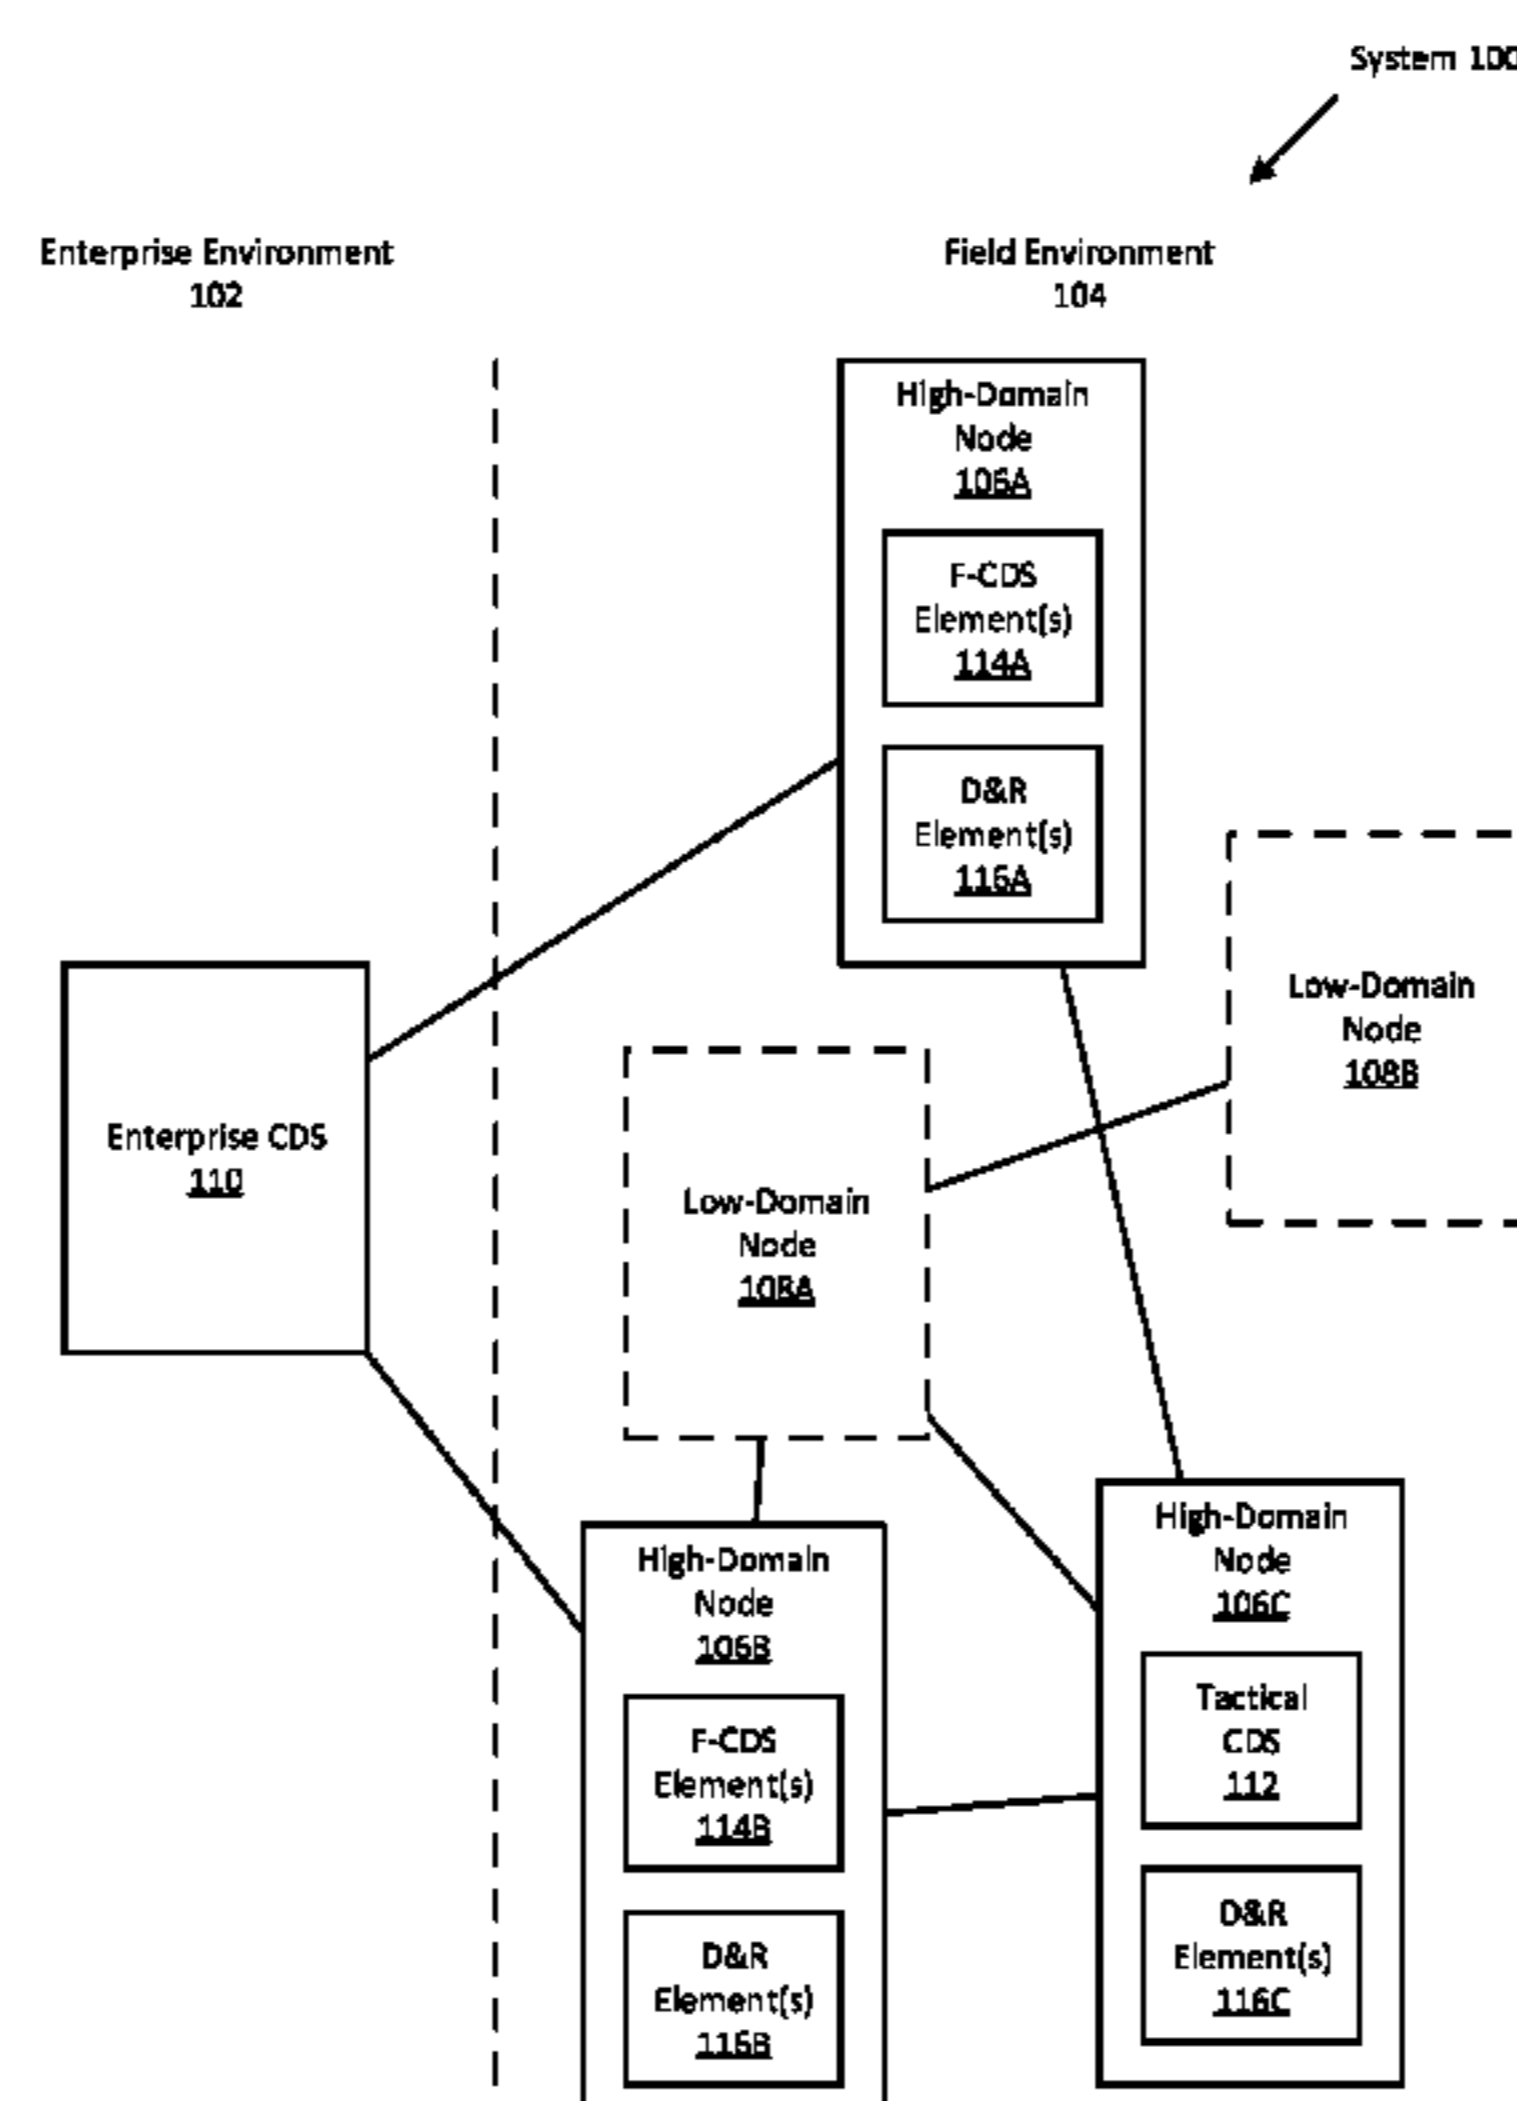 System 100
Enterprise Environment
102
Field Environment
104
High-Domain
Node
106A
F-CDS
Element(s)
114A
D&R
Element(s)
116A
Low-Domain
Node
108B
Enterprise CDS
110
Low-Domain
Node
108A
High-Domain
Node
106B
F-CDS
Element(s)
114B
D&R
Element(s)
116B
High-Domain
Node
106C
Tactical
CDS
112
D&R
Element(s)
116C